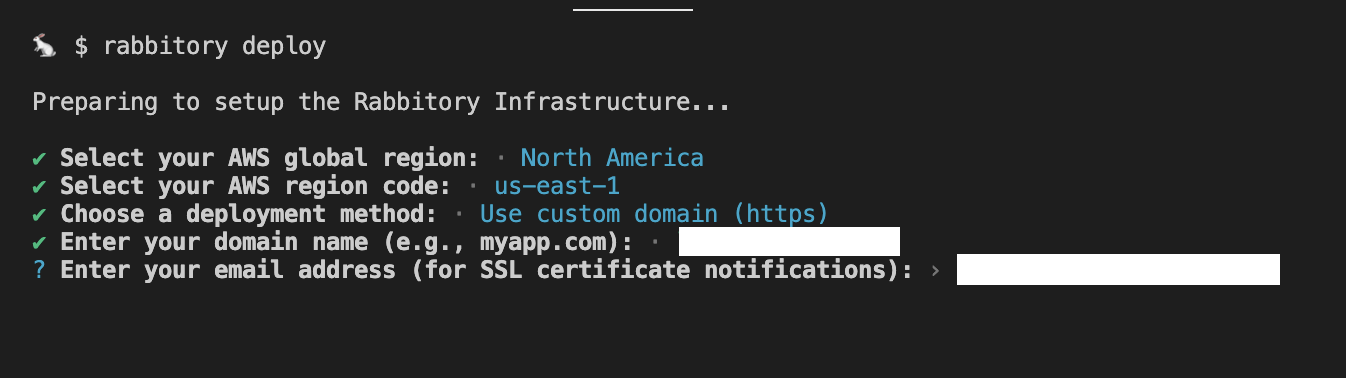 🐇 $ rabbitory deploy
Preparing to setup the Rabbitory Infrastructure...
✔ Select your AWS global region: · North America
✔ Select your AWS region code: · us-east-1
✔ Choose a deployment method: · Use custom domain (https)
✔ Enter your domain name (e.g., myapp.com): ·
? Enter your email address (for SSL certificate notifications): ›